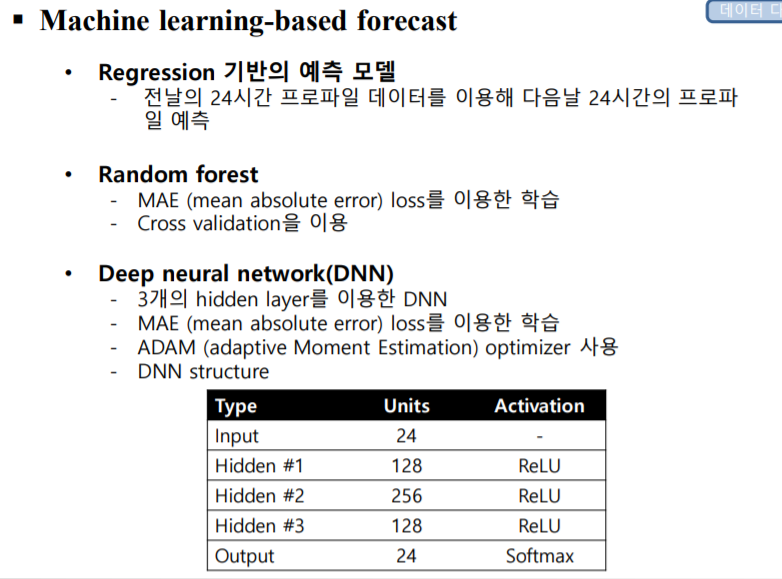 데이터 다
▪ Machine learning-based forecast
• Regression 기반의 예측 모델
- 전날의 24시간 프로파일 데이터를 이용해 다음날 24시간의 프로파
일 예측
• Random forest
- MAE (mean absolute error) loss를 이용한 학습
- Cross validation을 이용
• Deep neural network(DNN)
- 3개의 hidden layer를 이용한 DNN
- MAE (mean absolute error) loss를 이용한 학습
- ADAM (adaptive Moment Estimation) optimizer 사용
- DNN structure
Type Units Activation
Input 24 -
Hidden #1 128 ReLU
Hidden #2 256 ReLU
Hidden #3 128 ReLU
Output 24 Softmax